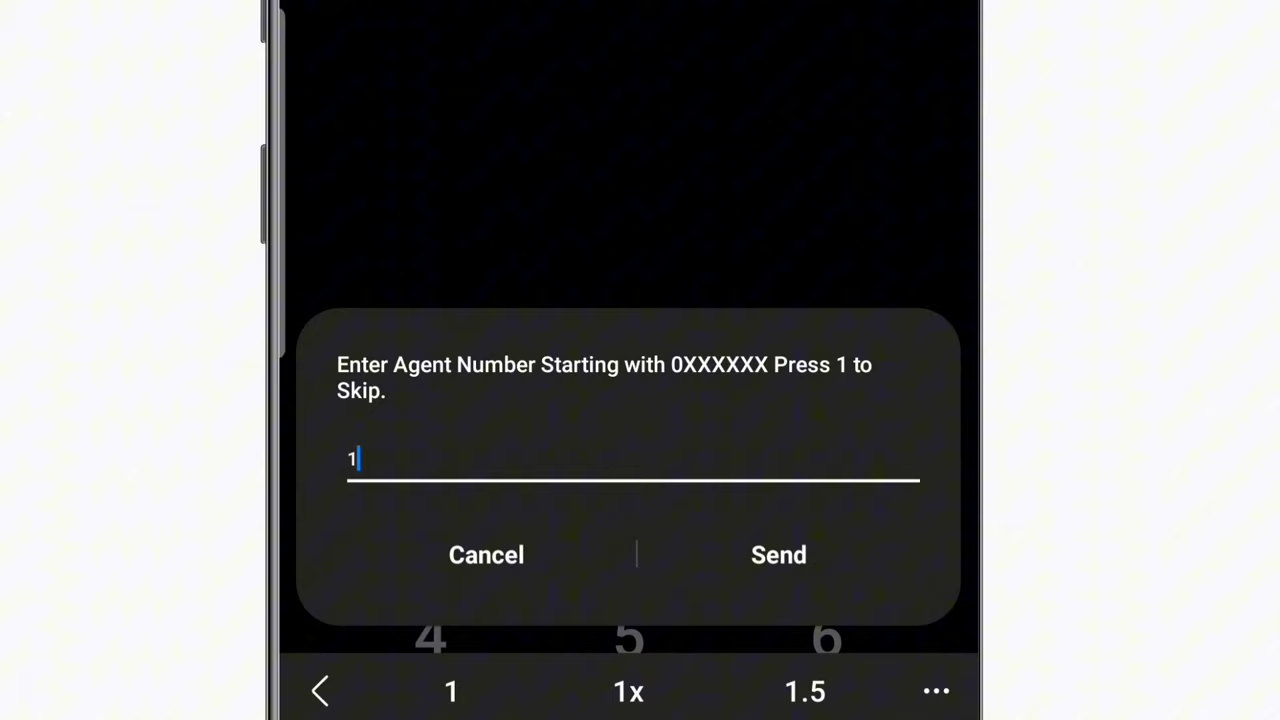 Enter Agent Number Starting with 0XXXXXX Press 1 to
Skip.
1
Cancel
Send
4 5 6
1 1x 1.5